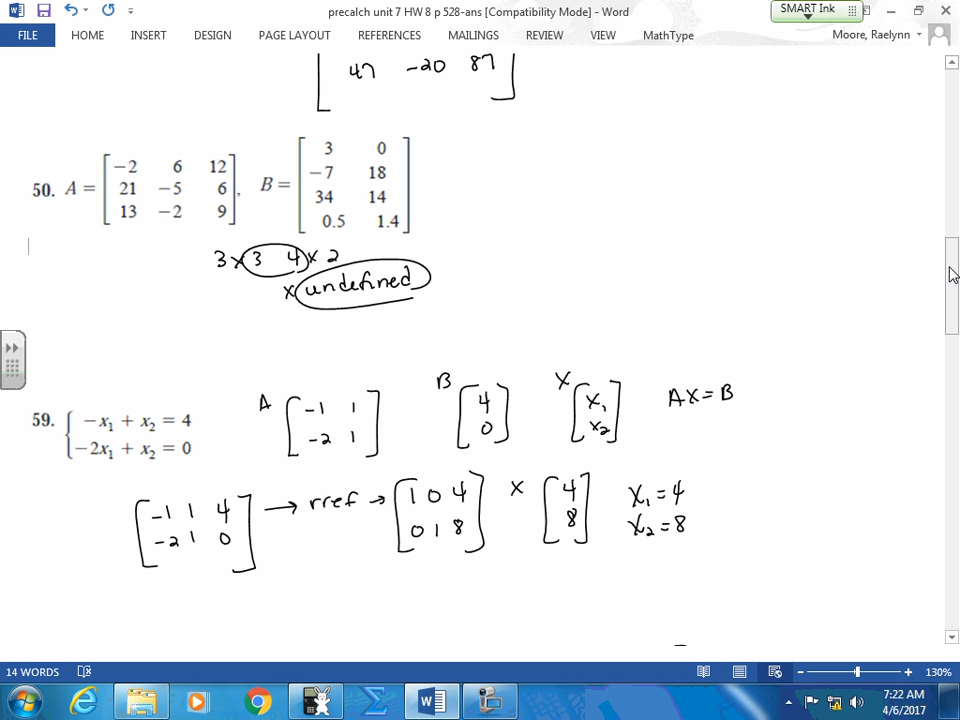 precalch unit 7 HW 8 p 528-ans [Compatibility Mode] - Word
SMART Ink
FILE HOME INSERT DESIGN PAGE LAYOUT REFERENCES MAILINGS REVIEW VIEW MathType Moore, Raelynn
47 -20 87
50. A = [ −2 6 12 ], B = [ 3 0 ]
21 −5 6 −7 18
13 −2 9 34 14
0.5 1.4
3 x 3 4 x 2
x undefined
59. { −x₁ + x₂ = 4
−2x₁ + x₂ = 0
A [ -1 1 ] B [ 4 ] X [ x₁ ] AX = B
-2 1 0 x₂
[ -1 1 4 ] → rref → [ 1 0 4 ] X [ 4 ] x₁ = 4
-2 1 0 0 1 8 8 x₂ = 8
14 WORDS 130%
7:22 AM
4/6/2017